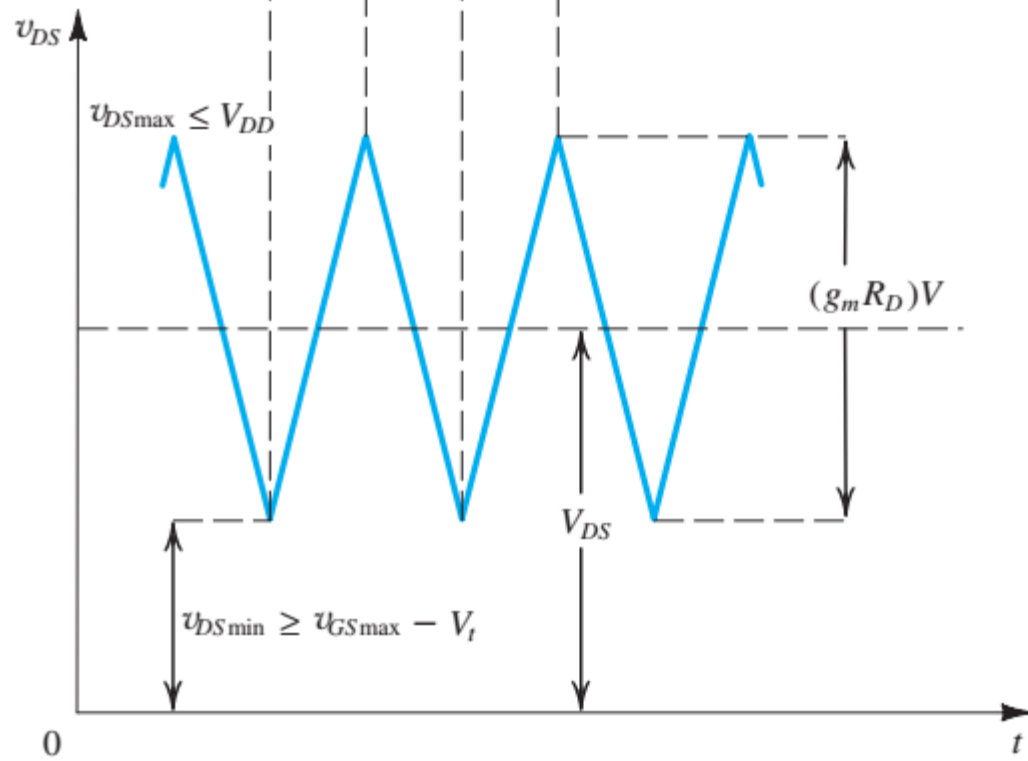 v_DS
v_DSmax ≤ V_DD
(g_m R_D)V
V_DS
v_DSmin ≥ v_GSmax − V_t
0
t